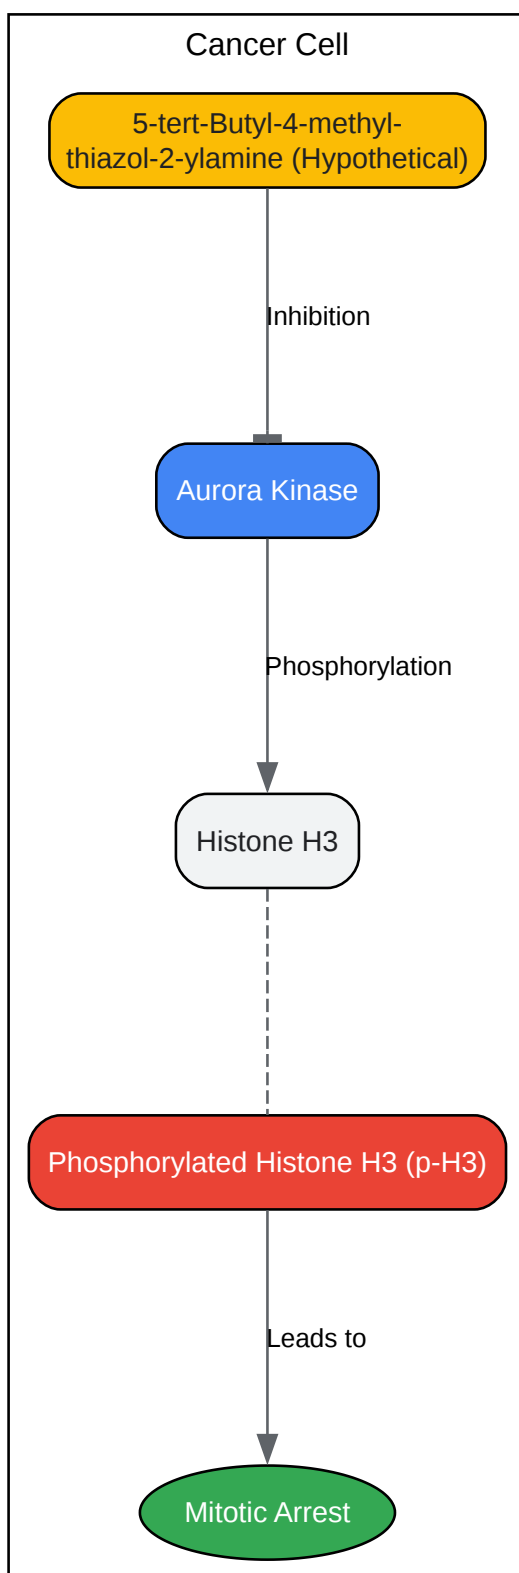 Cancer Cell
5-tert-Butyl-4-methyl-
thiazol-2-ylamine (Hypothetical)
Inhibition
Aurora Kinase
Phosphorylation
Histone H3
Phosphorylated Histone H3 (p-H3)
Leads to
Mitotic Arrest